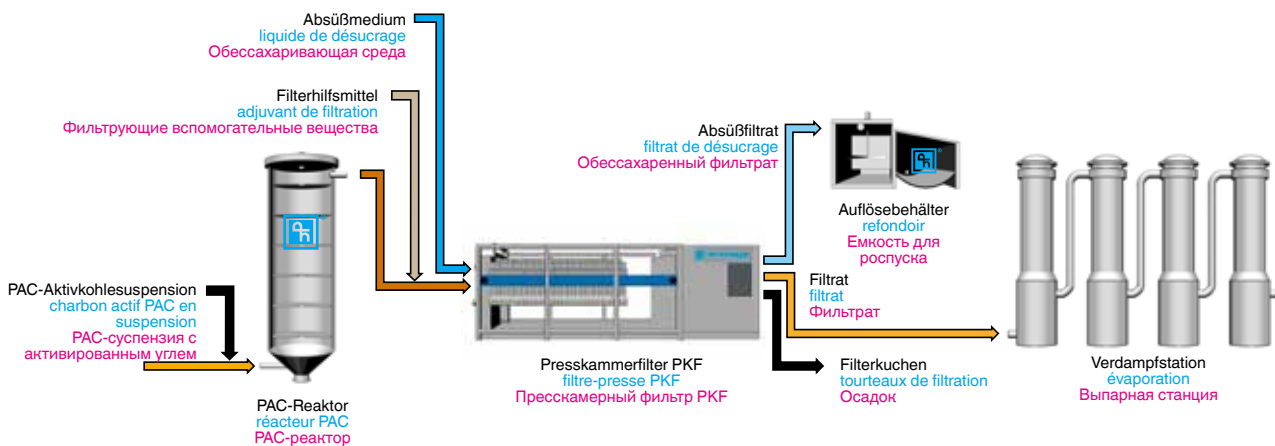 Absüßmedium
liquide de désucrage
Обессахаривающая среда
Filterhilfsmittel
adjuvant de filtration
Фильтрующие вспомогательные вещества
PAC-Aktivkohlesuspension
charbon actif PAC en
suspension
РАС-суспензия с
активированным углем
PAC-Reaktor
réacteur PAC
РАС-реактор
Presskammerfilter PKF
filtre-presse PKF
Пресскамерный фильтр PKF
Absüßfiltrat
filtrat de désucrage
Обессахаренный фильтрат
Auflösebehälter
refondoir
Емкость для
роспуска
Filtrat
filtrat
Фильтрат
Filterkuchen
tourteaux de filtration
Осадок
Verdampfstation
évaporation
Выпарная станция